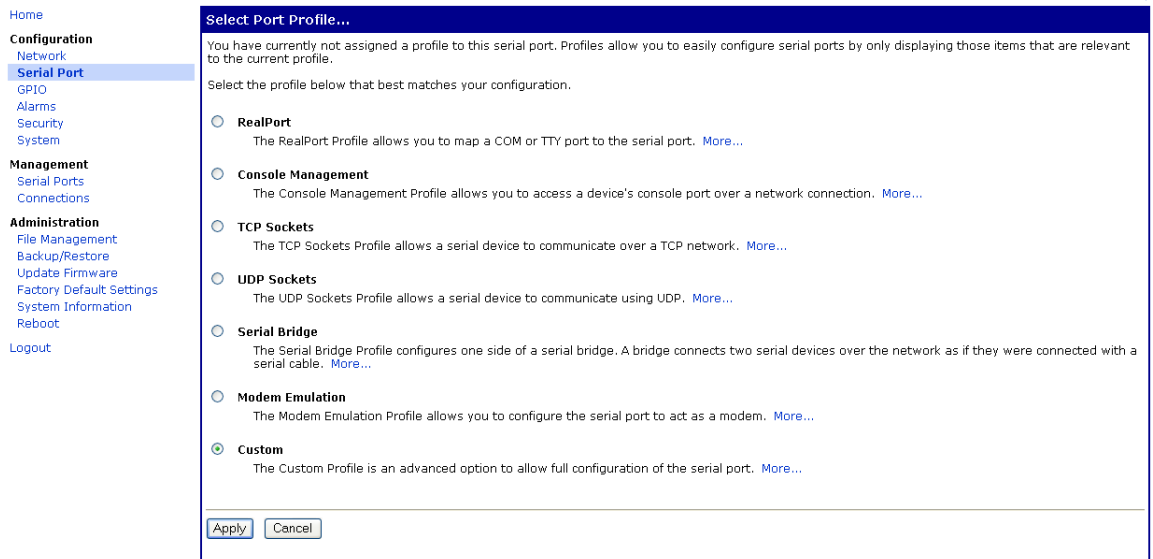 Home
Configuration
Network
Serial Port
GPIO
Alarms
Security
System
Management
Serial Ports
Connections
Administration
File Management
Backup/Restore
Update Firmware
Factory Default Settings
System Information
Reboot
Logout
Select Port Profile...
You have currently not assigned a profile to this serial port. Profiles allow you to easily configure serial ports by only displaying those items that are relevant
to the current profile.
Select the profile below that best matches your configuration.
RealPort
The RealPort Profile allows you to map a COM or TTY port to the serial port. More...
Console Management
The Console Management Profile allows you to access a device's console port over a network connection. More...
TCP Sockets
The TCP Sockets Profile allows a serial device to communicate over a TCP network. More...
UDP Sockets
The UDP Sockets Profile allows a serial device to communicate using UDP. More...
Serial Bridge
The Serial Bridge Profile configures one side of a serial bridge. A bridge connects two serial devices over the network as if they were connected with a
serial cable. More...
Modem Emulation
The Modem Emulation Profile allows you to configure the serial port to act as a modem. More...
Custom
The Custom Profile is an advanced option to allow full configuration of the serial port. More...
Apply Cancel